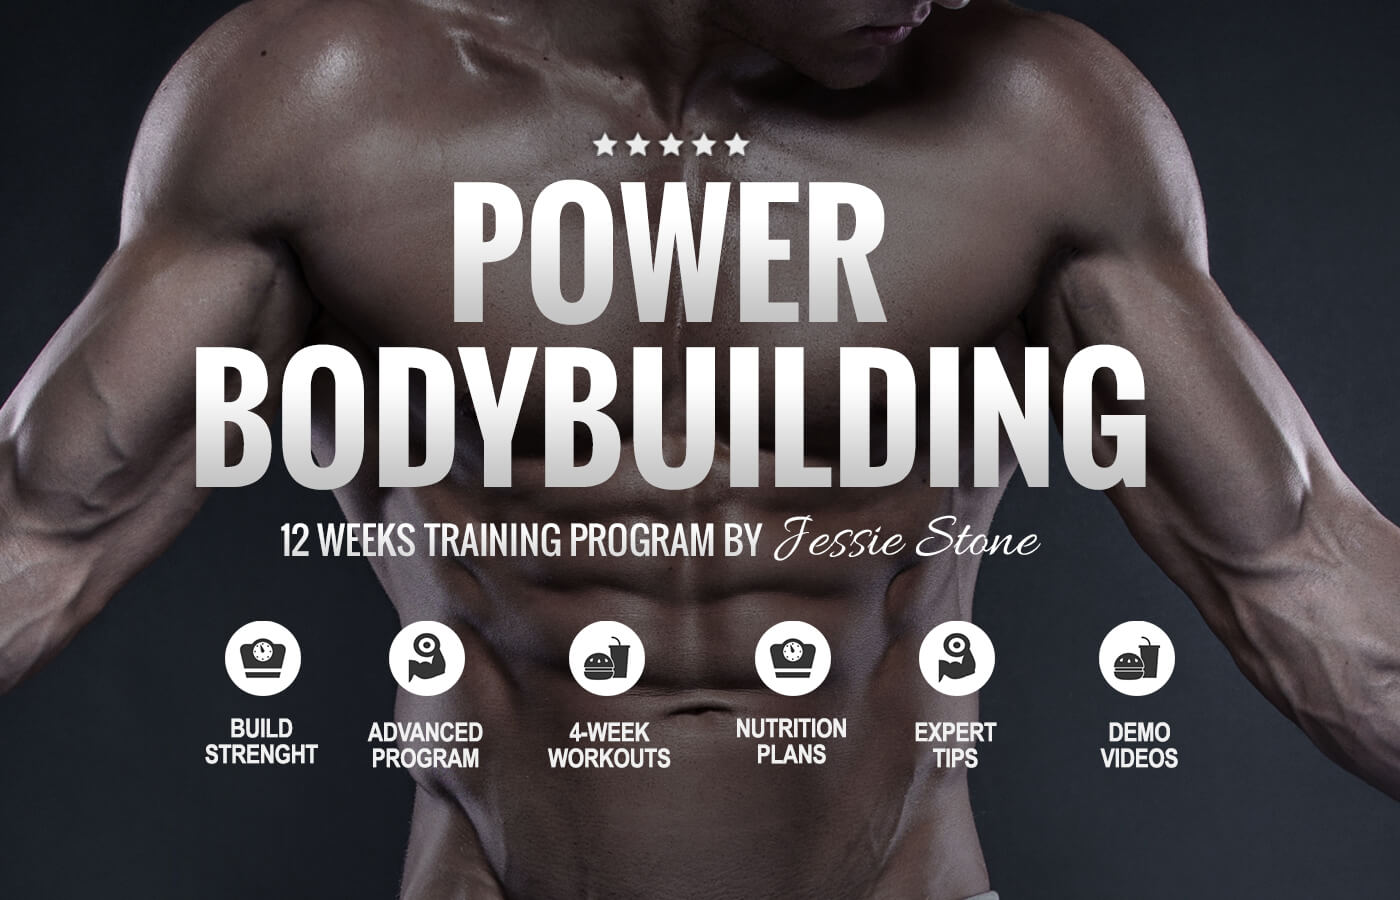 POWER
BODYBUILDING
12 WEEKS TRAINING PROGRAM BY Jessie Stone
BUILD
STRENGHT
ADVANCED
PROGRAM
4-WEEK
WORKOUTS
NUTRITION
PLANS
EXPERT
TIPS
DEMO
VIDEOS